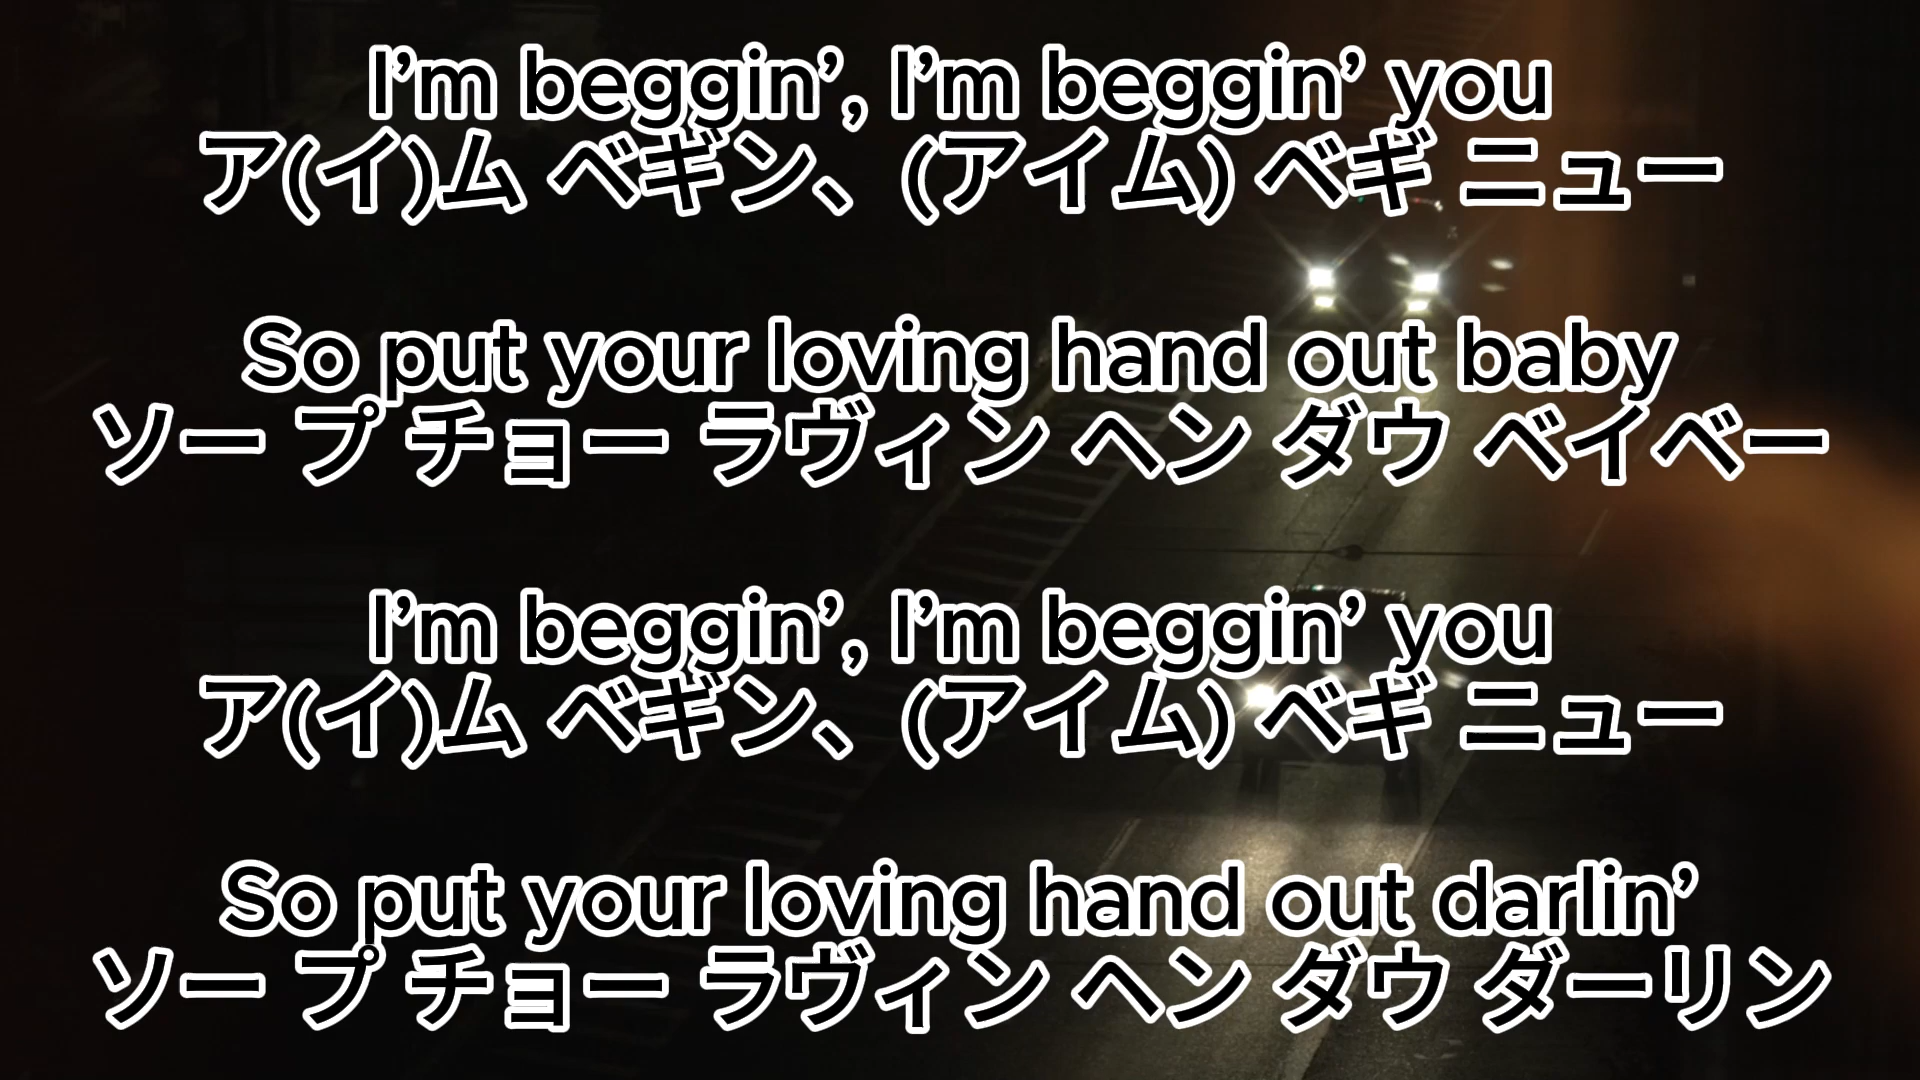 I’m beggin’, I’m beggin’ you
ア(イ)ム ベギン、(アイム) ベギ ニュー
So put your loving hand out baby
ソー プ チョー ラヴィン ヘン ダウ ベイベー
I’m beggin’, I’m beggin’ you
ア(イ)ム ベギン、(アイム) ベギ ニュー
So put your loving hand out darlin’
ソー プ チョー ラヴィン ヘン ダウ ダーリン